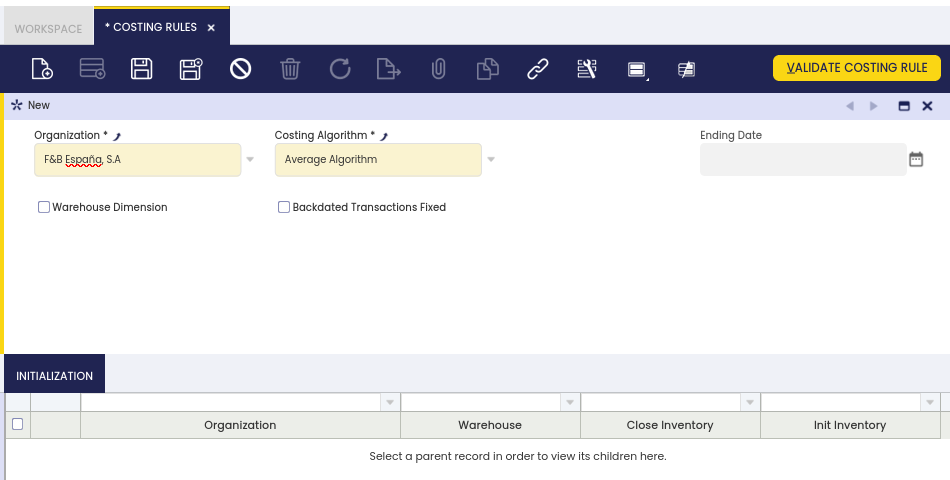 WORKSPACE
* COSTING RULES
VALIDATE COSTING RULE
New
Organization *
Costing Algorithm *
Ending Date
F&B España, S.A
Average Algorithm
Warehouse Dimension
Backdated Transactions Fixed
INITIALIZATION
Organization
Warehouse
Close Inventory
Init Inventory
Select a parent record in order to view its children here.